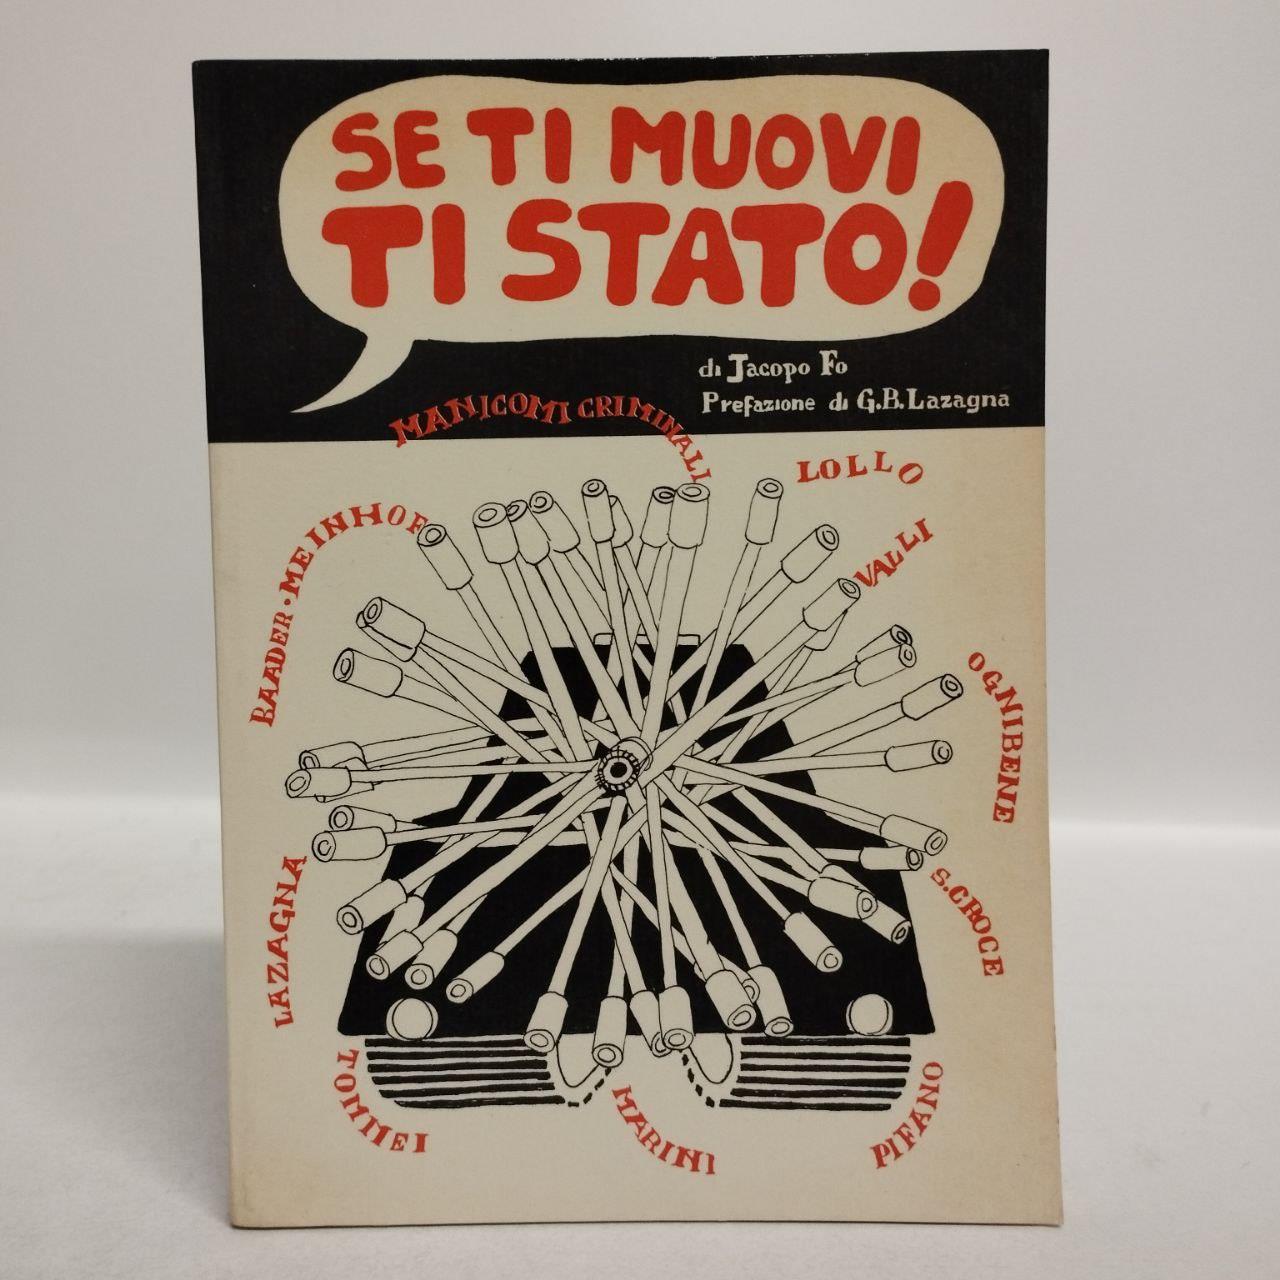 SE TI MUOVI
TI STATO!
di Jacopo Fo
Prefazione di G.B. Lazagna
MANICOMI CRIMINALI
LOLLO
BAADER·MEINHOF
VALLI
OGNIBENE
LAZAGNA
S.CROCE
TOMMEI
MARINI
PIFANO